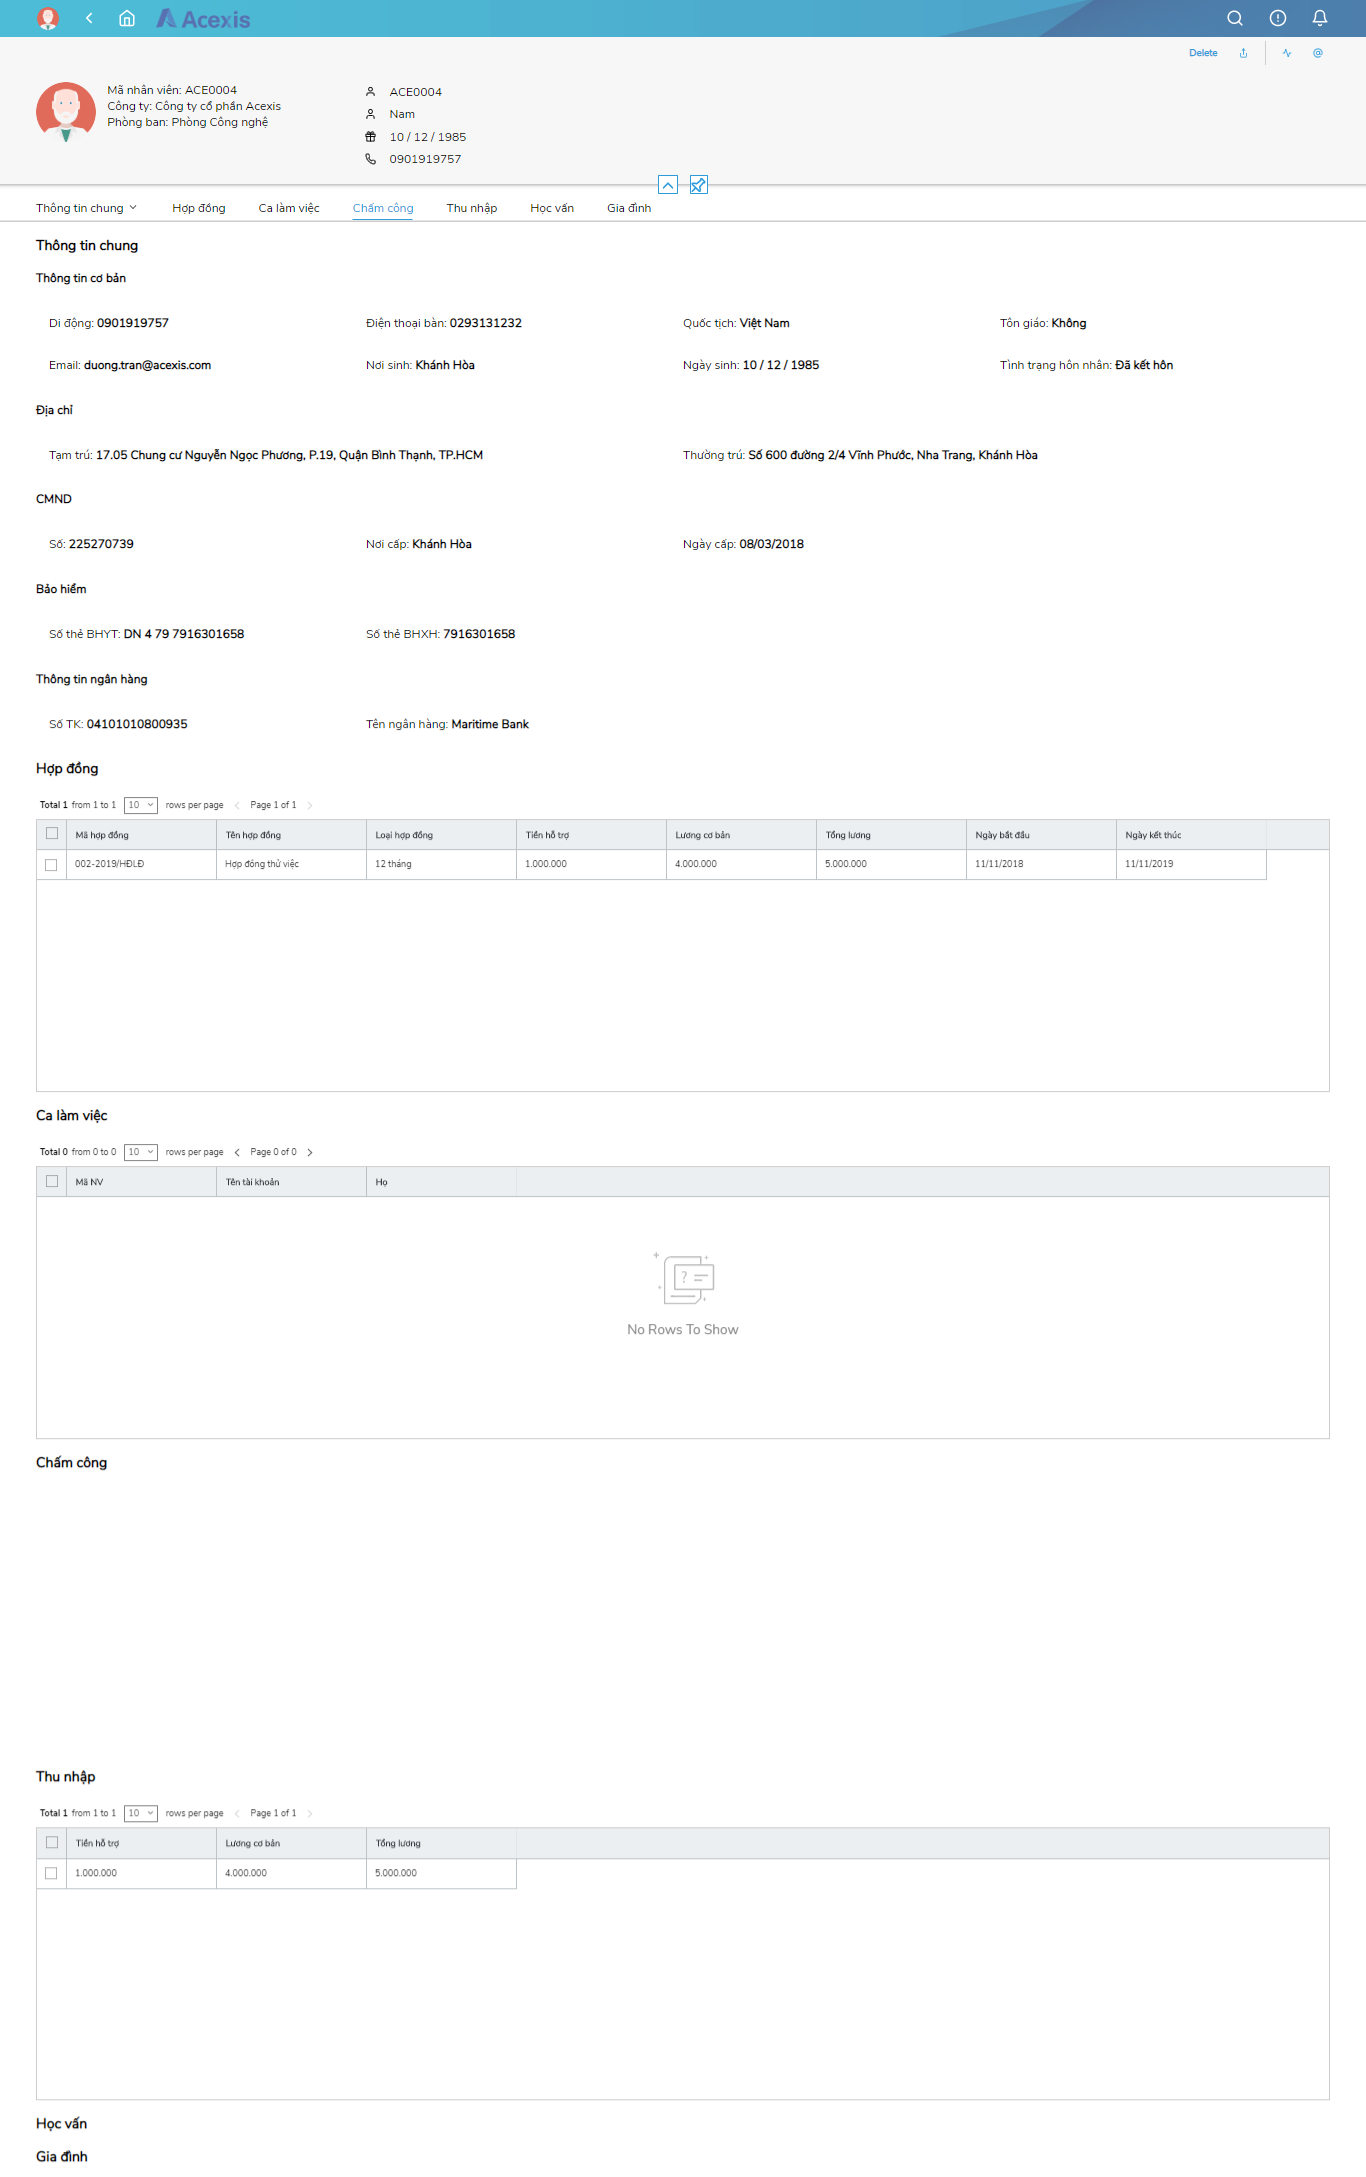 Acexis
Delete
Mã nhân viên: ACE0004
Công ty: Công ty cổ phần Acexis
Phòng ban: Phòng Công nghệ
ACE0004
Nam
10 / 12 / 1985
0901919757
Thông tin chung Hợp đồng Ca làm việc Chấm công Thu nhập Học vấn Gia đình
Thông tin chung
Thông tin cơ bản
Di động: 0901919757 Điện thoại bàn: 0293131232 Quốc tịch: Việt Nam Tôn giáo: Không
Email: duong.tran@acexis.com Nơi sinh: Khánh Hòa Ngày sinh: 10 / 12 / 1985 Tình trạng hôn nhân: Đã kết hôn
Địa chỉ
Tạm trú: 17.05 Chung cư Nguyễn Ngọc Phương, P.19, Quận Bình Thạnh, TP.HCM Thường trú: Số 600 đường 2/4 Vĩnh Phước, Nha Trang, Khánh Hòa
CMND
Số: 225270739 Nơi cấp: Khánh Hòa Ngày cấp: 08/03/2018
Bảo hiểm
Số thẻ BHYT: DN 4 79 7916301658 Số thẻ BHXH: 7916301658
Thông tin ngân hàng
Số TK: 04101010800935 Tên ngân hàng: Maritime Bank
Hợp đồng
Total 1 from 1 to 1 10 rows per page Page 1 of 1
Mã hợp đồng Tên hợp đồng Loại hợp đồng Tiền hỗ trợ Lương cơ bản Tổng lương Ngày bắt đầu Ngày kết thúc
002-2019/HĐLĐ Hợp đồng thử việc 12 tháng 1.000.000 4.000.000 5.000.000 11/11/2018 11/11/2019
Ca làm việc
Total 0 from 0 to 0 10 rows per page Page 0 of 0
Mã NV Tên tài khoản Họ
?
No Rows To Show
Chấm công
Thu nhập
Total 1 from 1 to 1 10 rows per page Page 1 of 1
Tiền hỗ trợ Lương cơ bản Tổng lương
1.000.000 4.000.000 5.000.000
Học vấn
Gia đình